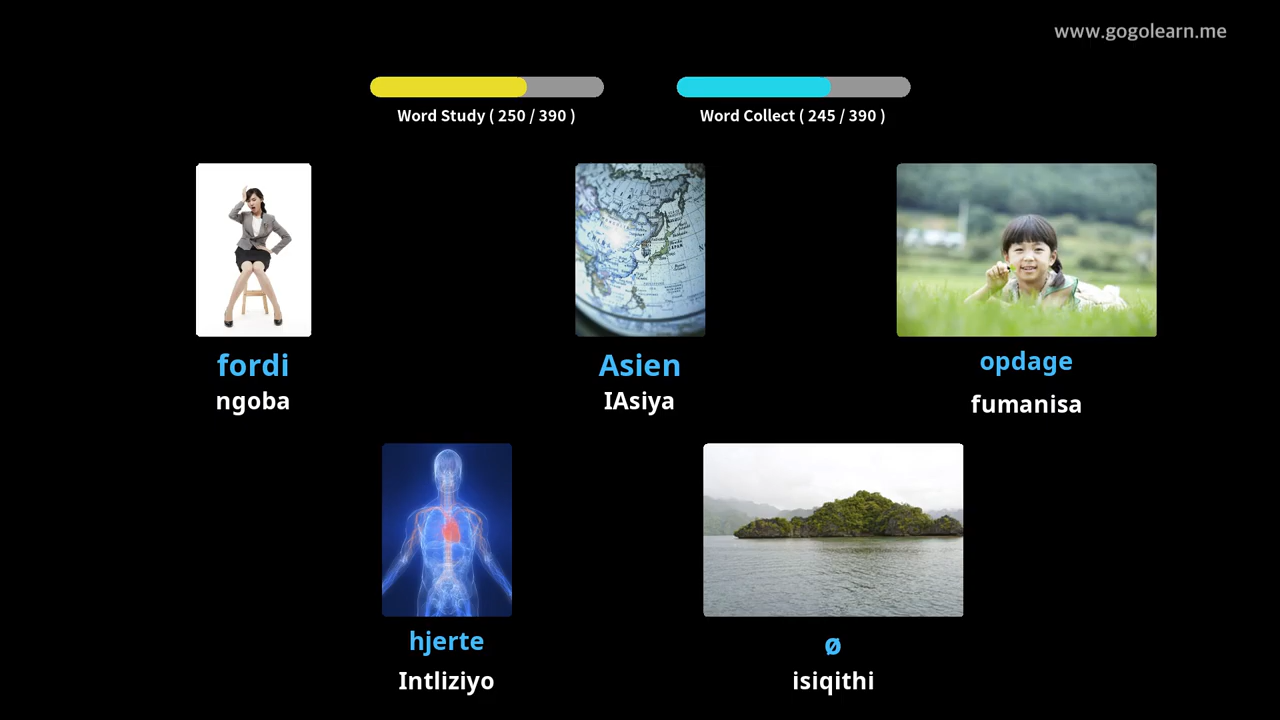 www.gogolearn.me
Word Study ( 250 / 390 )
Word Collect ( 245 / 390 )
fordi
ngoba
Asien
IAsiya
opdage
fumanisa
hjerte
Intliziyo
ø
isiqithi